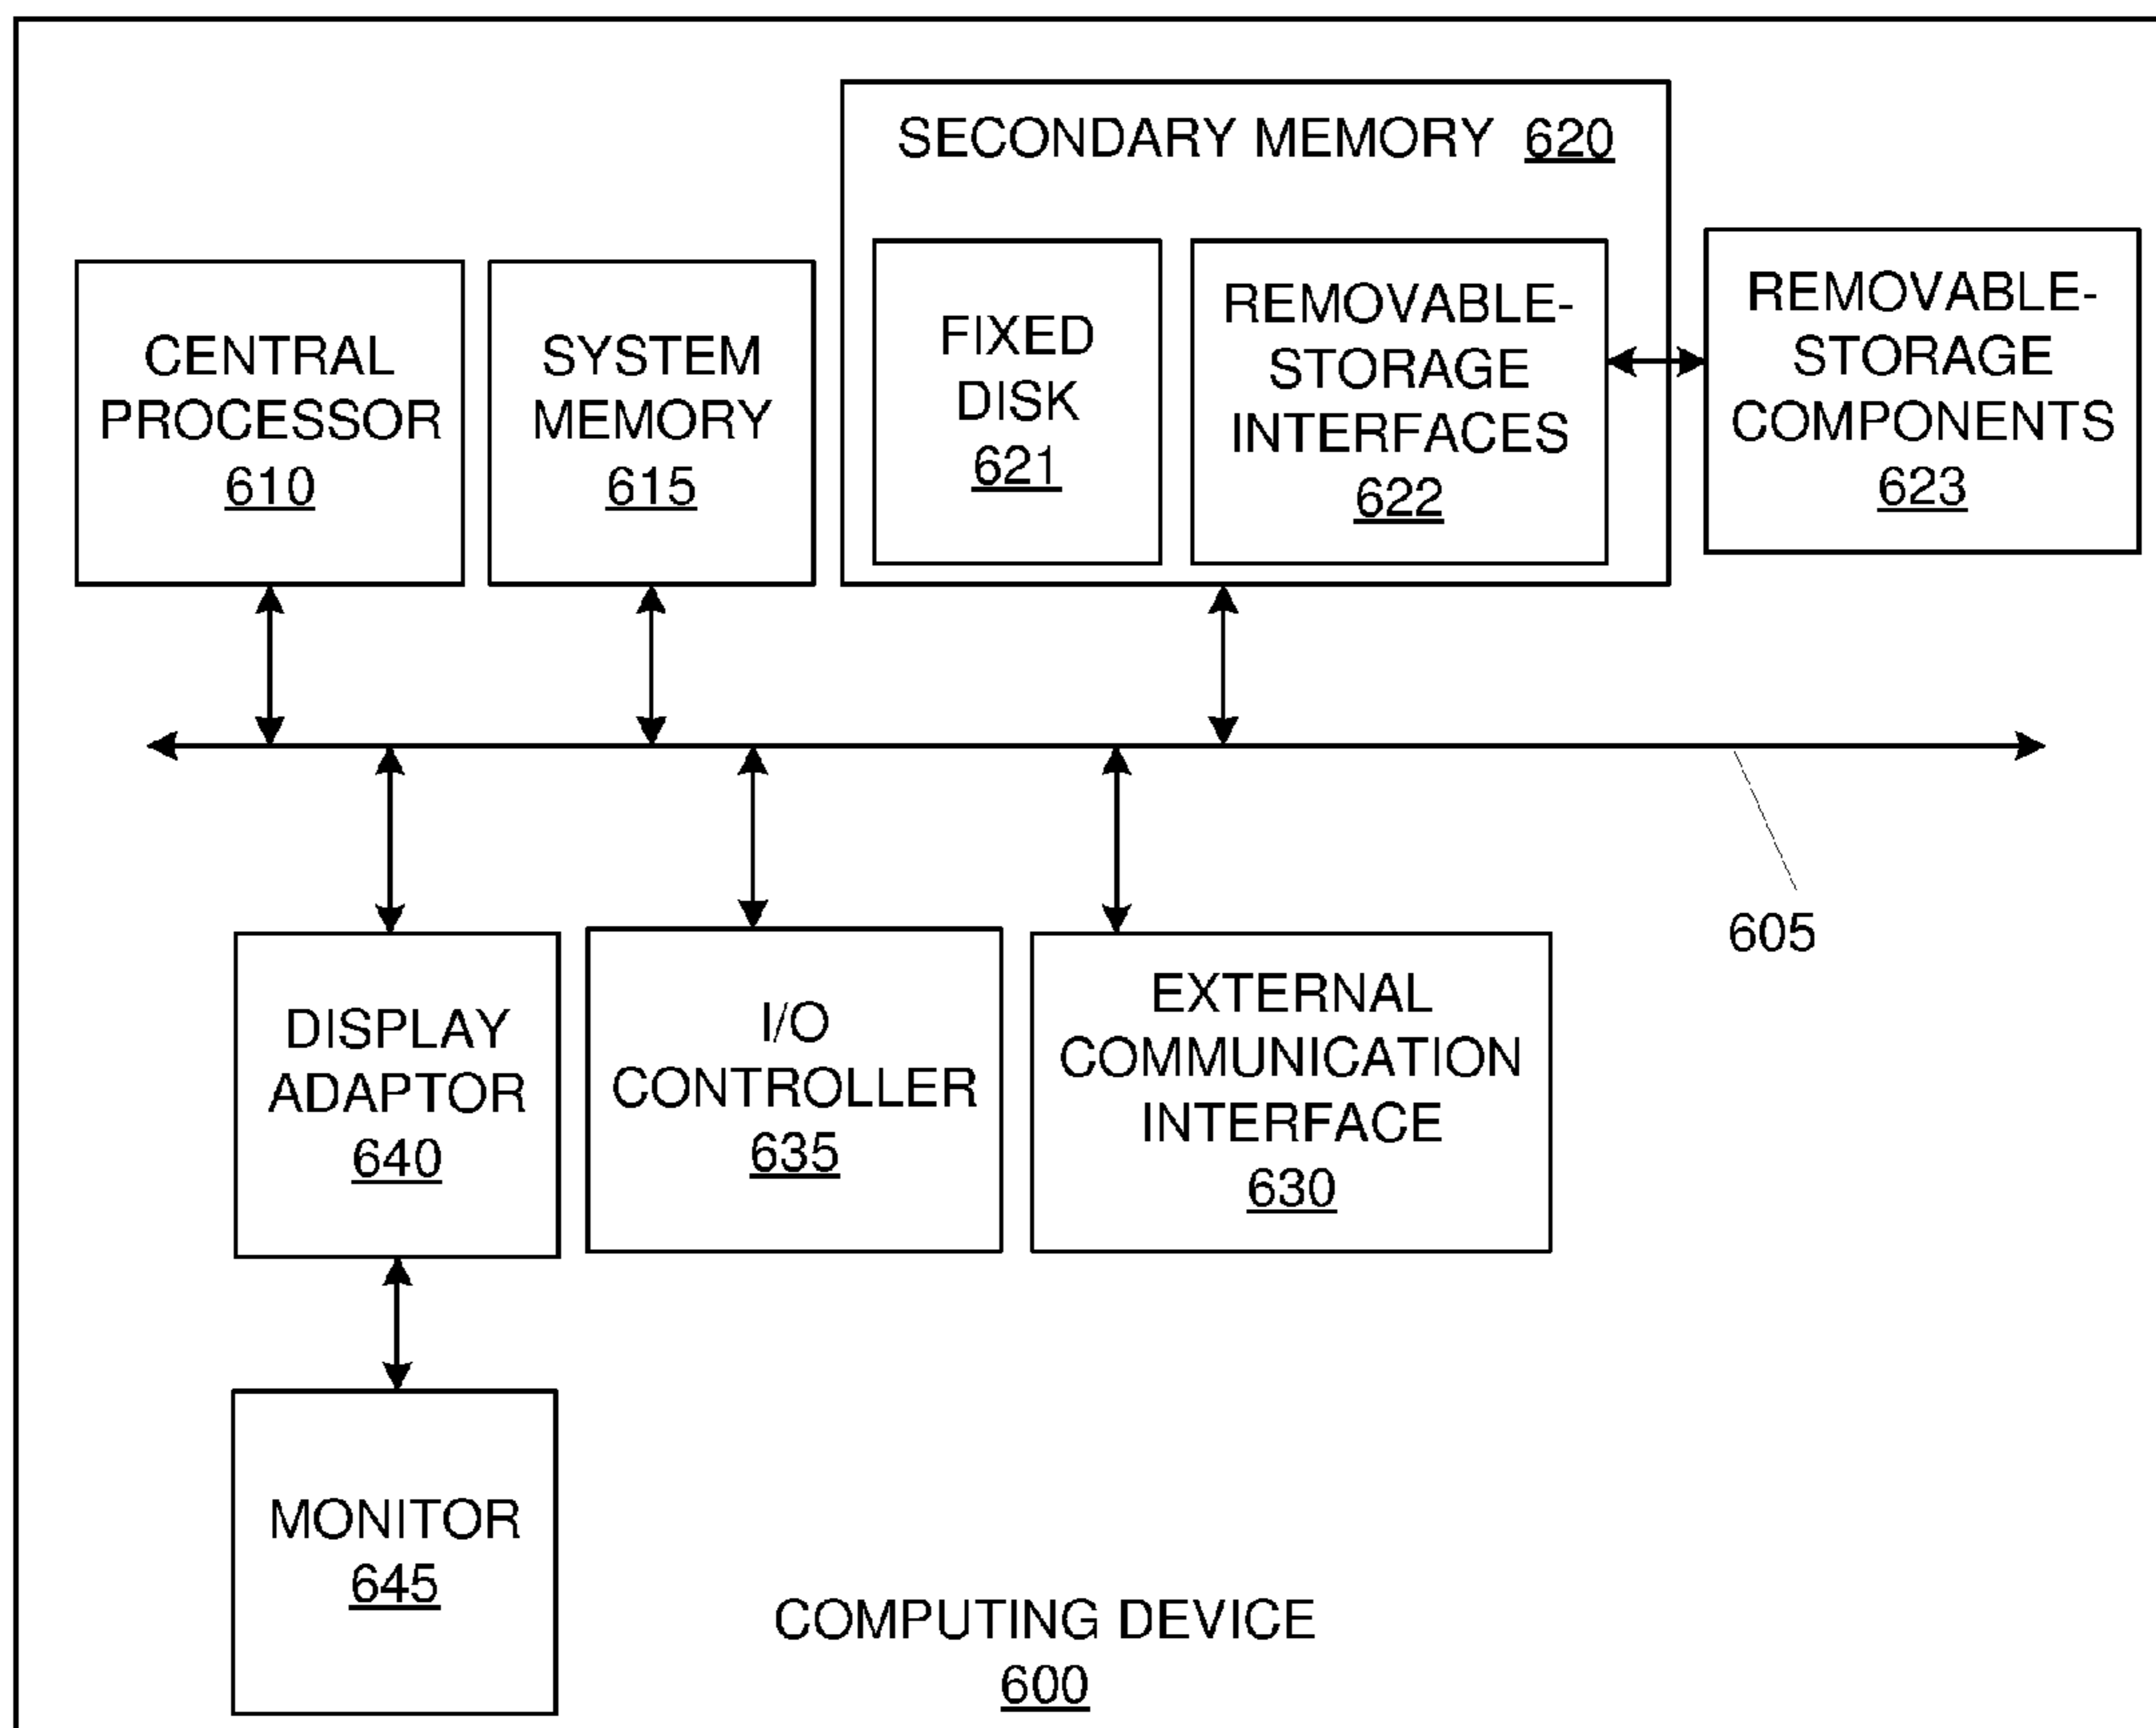 SECONDARY MEMORY 620
CENTRAL
PROCESSOR
610
SYSTEM
MEMORY
615
FIXED
DISK
621
REMOVABLE-
STORAGE
INTERFACES
622
REMOVABLE-
STORAGE
COMPONENTS
623
605
DISPLAY
ADAPTOR
640
I/O
CONTROLLER
635
EXTERNAL
COMMUNICATION
INTERFACE
630
MONITOR
645
COMPUTING DEVICE
600